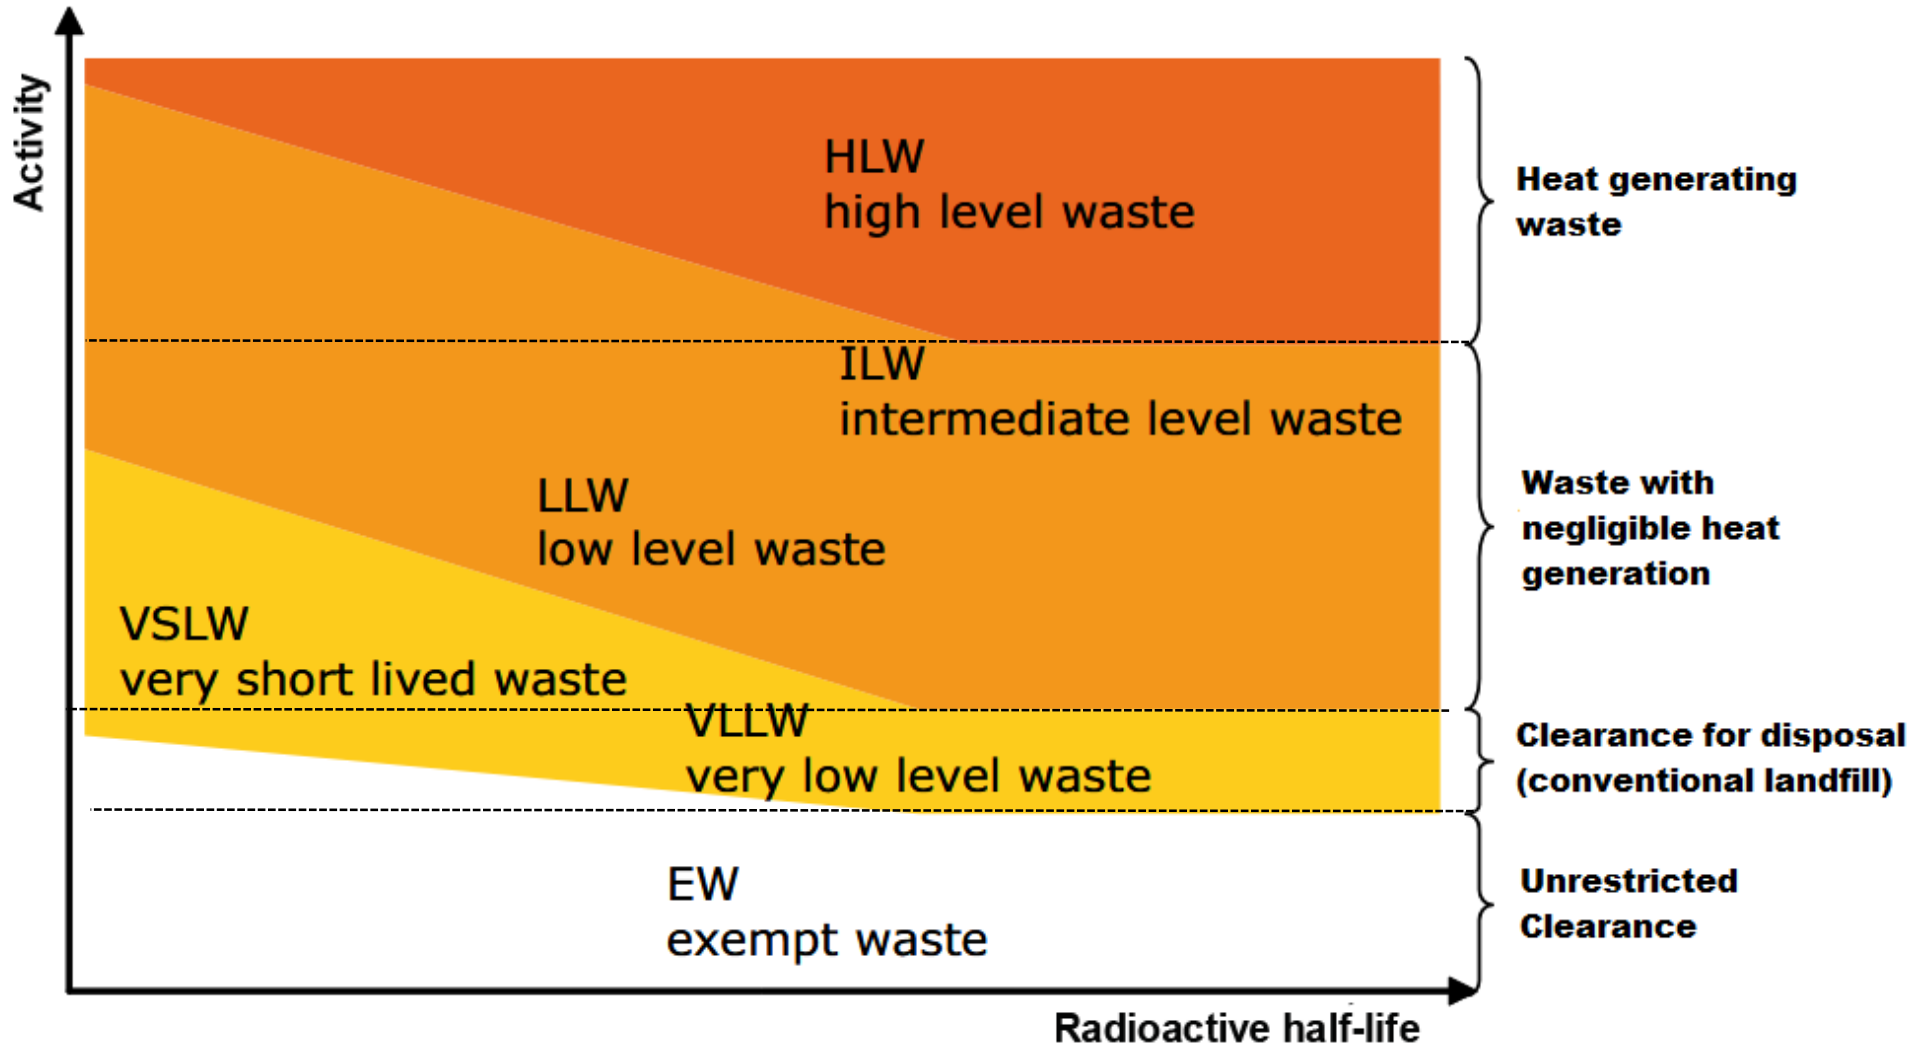 Activity
HLW
high level waste
Heat generating
waste
ILW
intermediate level waste
LLW
low level waste
Waste with
negligible heat
generation
VSLW
very short lived waste
VLLW
very low level waste
Clearance for disposal
(conventional landfill)
EW
exempt waste
Unrestricted
Clearance
Radioactive half-life